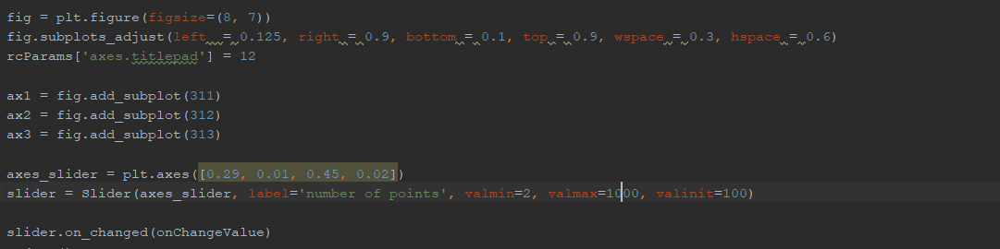 fig = plt.figure(figsize=(8, 7))
fig.subplots_adjust(left = 0.125, right = 0.9, bottom = 0.1, top = 0.9, wspace = 0.3, hspace = 0.6)
rcParams['axes.titlepad'] = 12
ax1 = fig.add_subplot(311)
ax2 = fig.add_subplot(312)
ax3 = fig.add_subplot(313)
axes_slider = plt.axes([0.29, 0.01, 0.45, 0.02])
slider = Slider(axes_slider, label='number of points', valmin=2, valmax=1000, valinit=100)
slider.on_changed(onChangeValue)